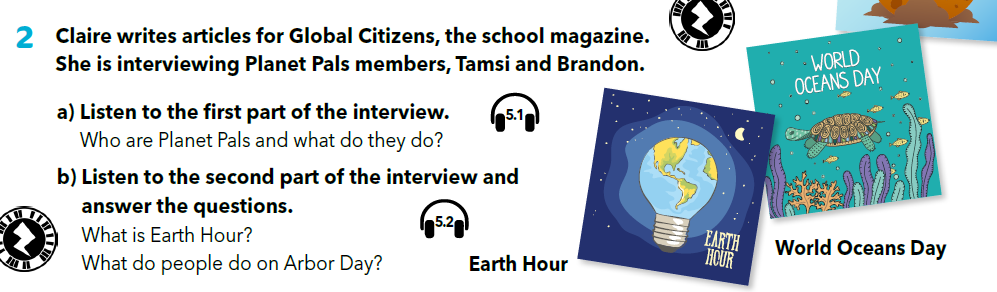 2 Claire writes articles for Global Citizens, the school magazine.
She is interviewing Planet Pals members, Tamsi and Brandon.
a) Listen to the first part of the interview.
5.1
Who are Planet Pals and what do they do?
b) Listen to the second part of the interview and
answer the questions.
5.2
What is Earth Hour?
What do people do on Arbor Day?
EARTH
HOUR
Earth Hour
WORLD
OCEANS DAY
World Oceans Day